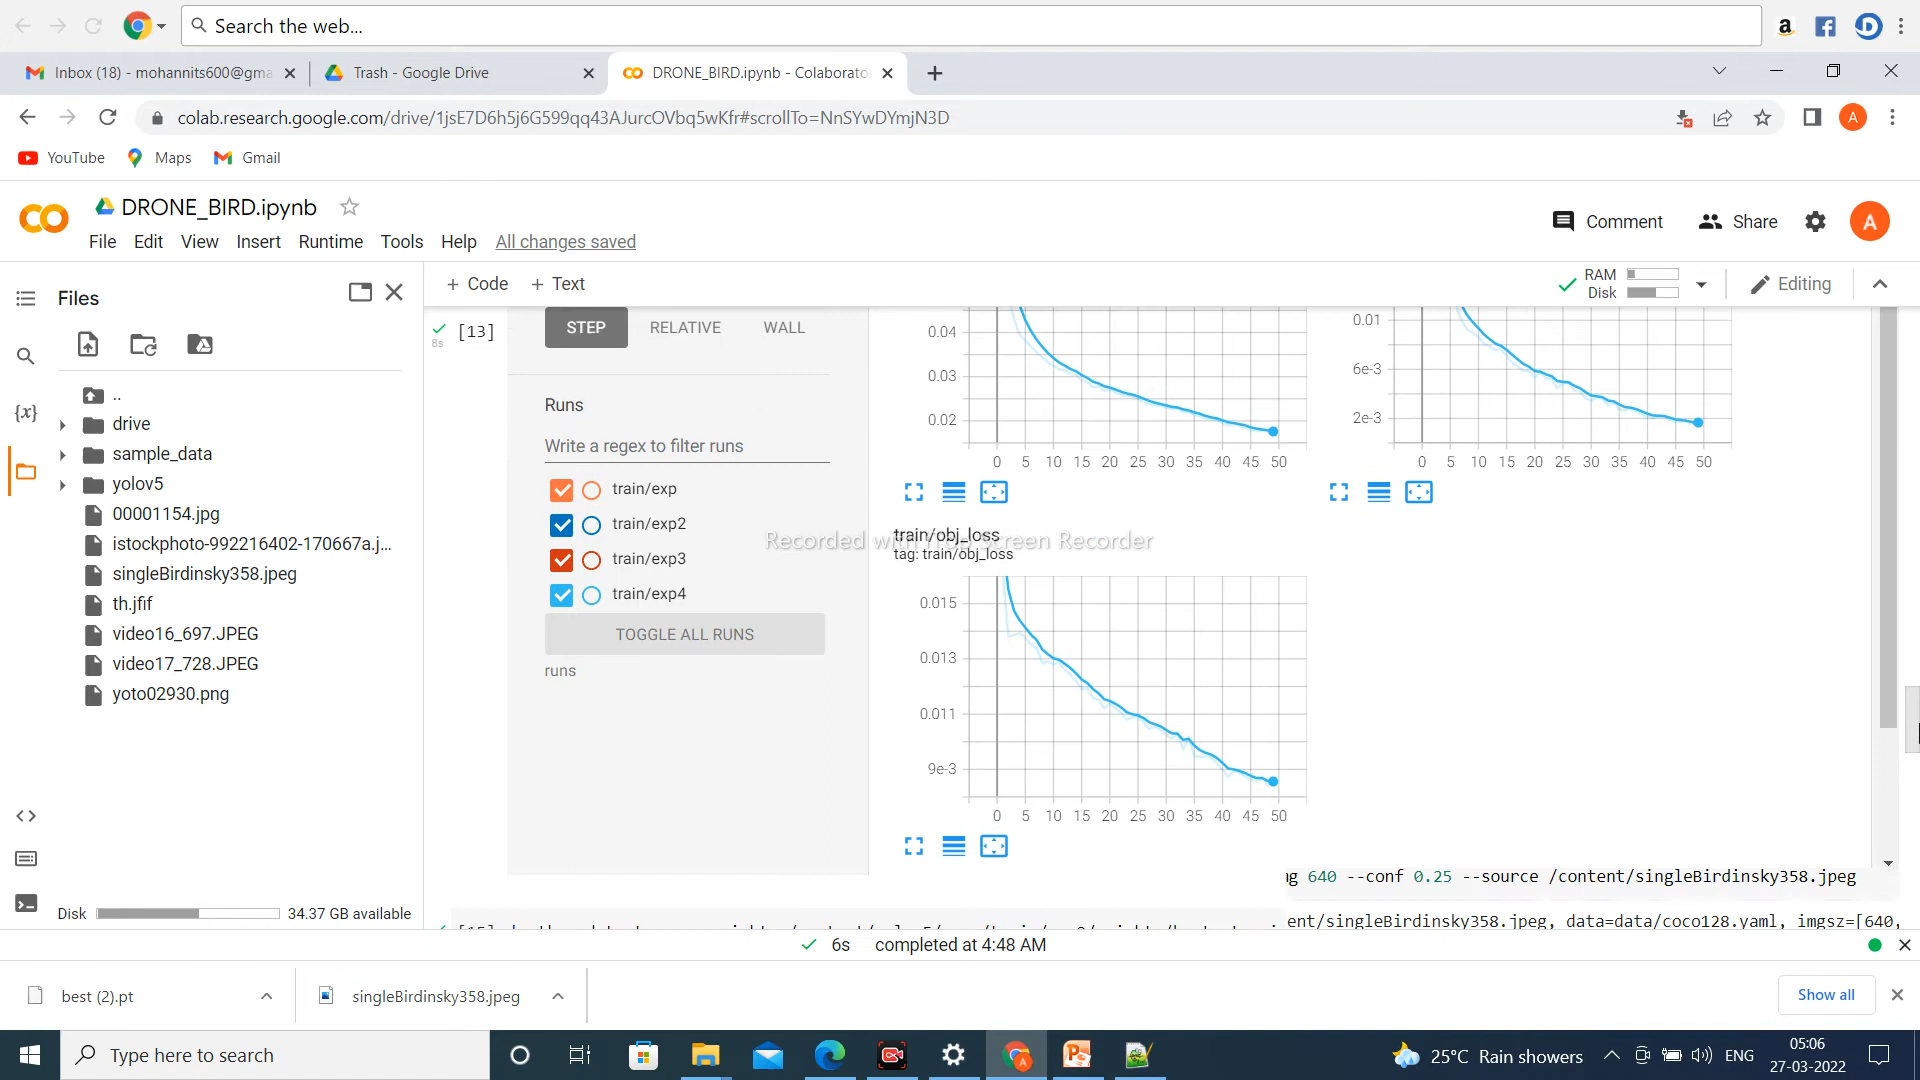 Search the web...
Inbox (18) - mohannits600@gma
Trash - Google Drive
DRONE_BIRD.ipynb - Colaborato
colab.research.google.com/drive/1jsE7D6h5j6G599qq43AJurcOVbq5wKfr#scrollTo=NnSYwDYmjN3D
YouTube
Maps
Gmail
DRONE_BIRD.ipynb
File Edit View Insert Runtime Tools Help All changes saved
Comment
Share
A
Files
+ Code + Text
RAM
Disk
Editing
..
drive
sample_data
yolov5
00001154.jpg
istockphoto-992216402-170667a.j...
singleBirdinsky358.jpeg
th.jfif
video16_697.JPEG
video17_728.JPEG
yoto02930.png
Disk
34.37 GB available
[13]
8s
STEP RELATIVE WALL
Runs
Write a regex to filter runs
train/exp
train/exp2
train/exp3
train/exp4
TOGGLE ALL RUNS
runs
0.04
0.03
0.02
0 5 10 15 20 25 30 35 40 45 50
0.01
6e-3
2e-3
0 5 10 15 20 25 30 35 40 45 50
train/obj_loss
tag: train/obj_loss
0.015
0.013
0.011
9e-3
0 5 10 15 20 25 30 35 40 45 50
Recorded with Screen Recorder
640 --conf 0.25 --source /content/singleBirdinsky358.jpeg
ent/singleBirdinsky358.jpeg, data=data/coco128.yaml, imgsz=[640,
6s completed at 4:48 AM
best (2).pt
singleBirdinsky358.jpeg
Show all
Type here to search
25°C Rain showers
ENG
05:06
27-03-2022